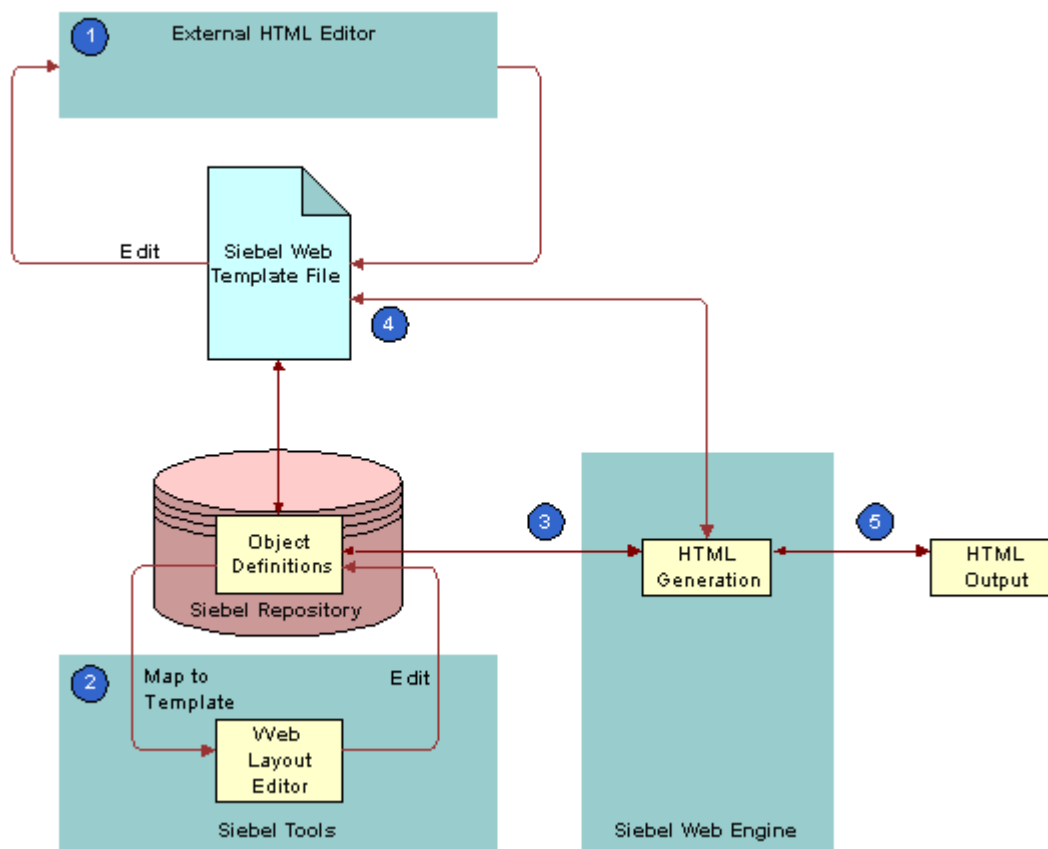 1
External HTML Editor
Edit
Siebel Web
Template File
4
3
5
Object
Definitions
HTML
Generation
HTML
Output
Siebel Repository
2
Map to
Template
Edit
Web
Layout
Editor
Siebel Tools
Siebel Web Engine